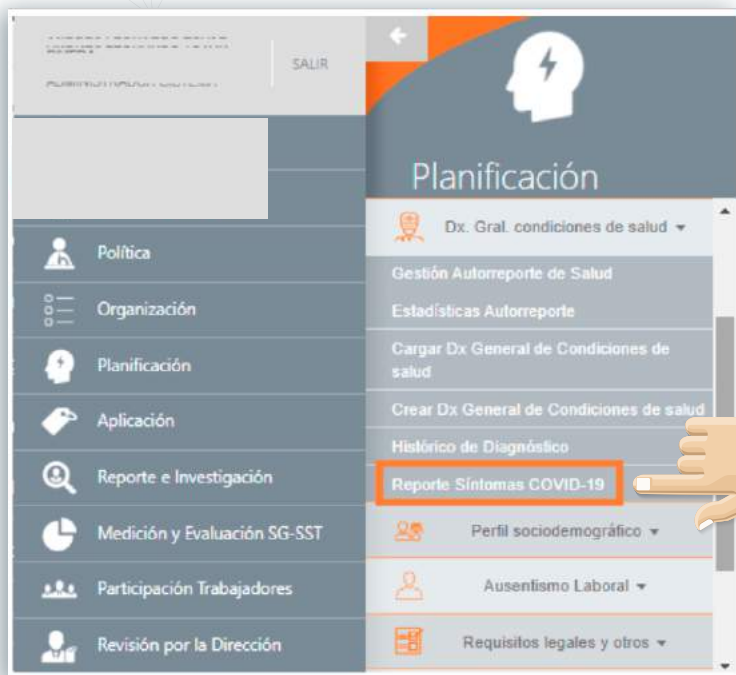 SALIR
Política
Organización
Planificación
Aplicación
Reporte e Investigación
Medición y Evaluación SG-SST
Participación Trabajadores
Revisión por la Dirección
Planificación
Dx. Gral. condiciones de salud
Gestión Autorreporte de Salud
Estadísticas Autorreporte
Cargar Dx General de Condiciones de
salud
Crear Dx General de Condiciones de salud
Histórico de Diagnóstico
Reporte Síntomas COVID-19
Perfil sociodemográfico
Ausentismo Laboral
Requisitos legales y otros